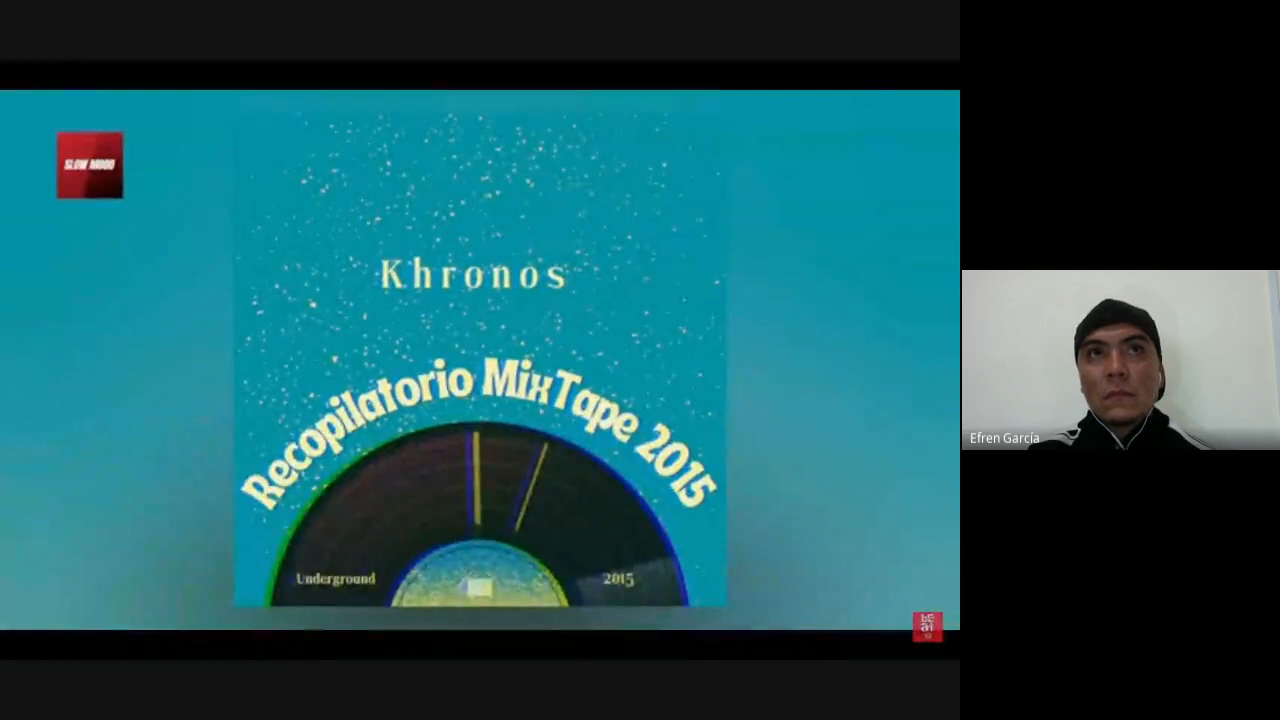 SLOW MOOD
Khronos
Recopilatorio MixTape 2015
Underground
2015
Efren García